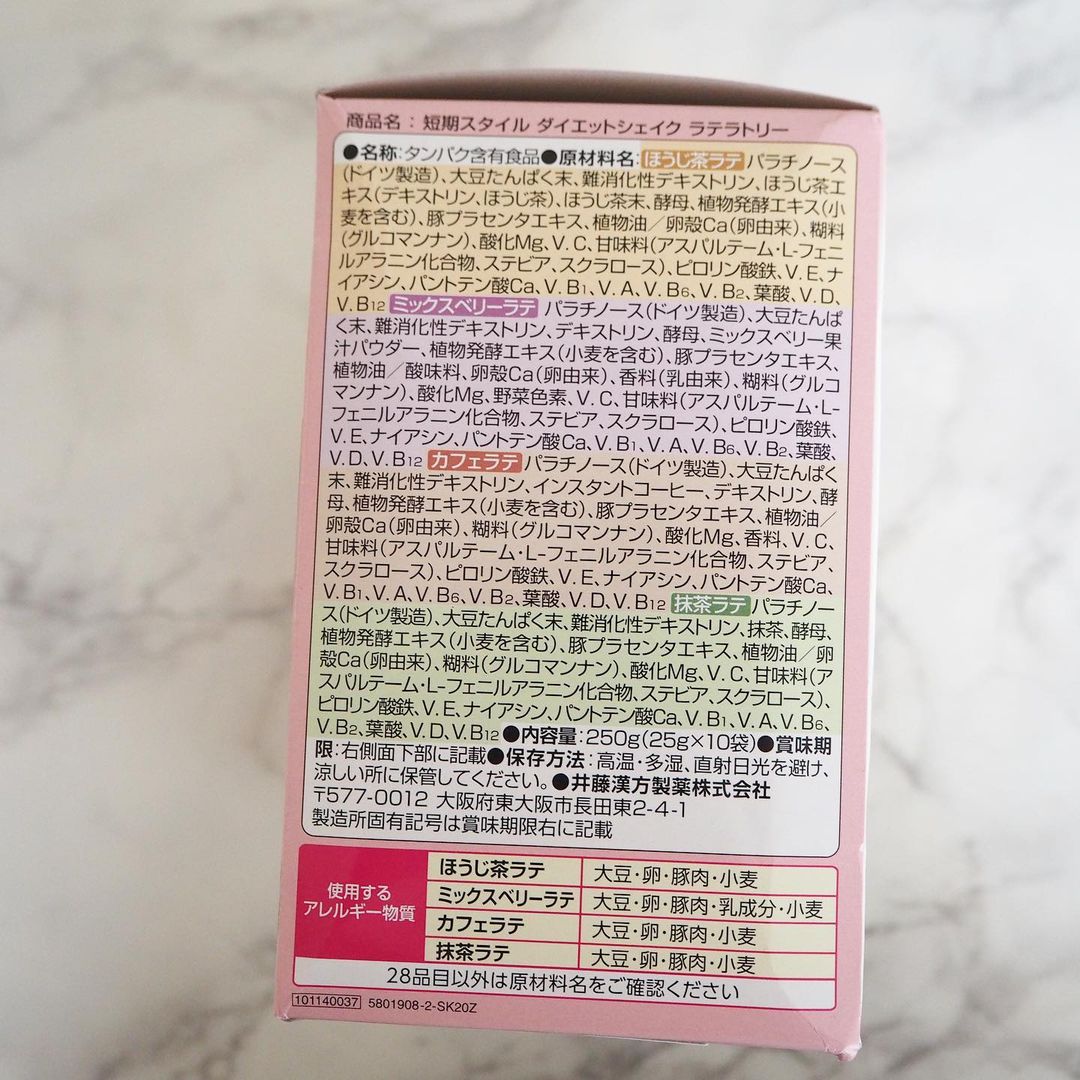 商品名：短期スタイル ダイエットシェイク ラテラトリー
●名称：タンパク含有食品●原材料名：ほうじ茶ラテ パラチノース
(ドイツ製造)、大豆たんぱく末、難消化性デキストリン、ほうじ茶エ
キス(デキストリン、ほうじ茶)、ほうじ茶末、酵母、植物発酵エキス(小
麦を含む)、豚プラセンタエキス、植物油／卵殻Ca(卵由来)、糊料
(グルコマンナン)、酸化Mg、V.C、甘味料(アスパルテーム・L-フェニ
ルアラニン化合物、ステビア、スクラロース)、ピロリン酸鉄、V.E、ナ
イアシン、パントテン酸Ca、V.B1、V.A、V.B6、V.B2、葉酸、V.D、
V.B12 ミックスベリーラテ パラチノース(ドイツ製造)、大豆たんぱ
く末、難消化性デキストリン、デキストリン、酵母、ミックスベリー果
汁パウダー、植物発酵エキス(小麦を含む)、豚プラセンタエキス、
植物油／酸味料、卵殻Ca(卵由来)、香料(乳由来)、糊料(グルコ
マンナン)、酸化Mg、野菜色素、V.C、甘味料(アスパルテーム・L-
フェニルアラニン化合物、ステビア、スクラロース)、ピロリン酸鉄、
V.E、ナイアシン、パントテン酸Ca、V.B1、V.A、V.B6、V.B2、葉酸、
V.D、V.B12 カフェラテ パラチノース(ドイツ製造)、大豆たんぱく
末、難消化性デキストリン、インスタントコーヒー、デキストリン、酵
母、植物発酵エキス(小麦を含む)、豚プラセンタエキス、植物油／
卵殻Ca(卵由来)、糊料(グルコマンナン)、酸化Mg、香料、V.C、
甘味料(アスパルテーム・L-フェニルアラニン化合物、ステビア、
スクラロース)、ピロリン酸鉄、V.E、ナイアシン、パントテン酸Ca、
V.B1、V.A、V.B6、V.B2、葉酸、V.D、V.B12 抹茶ラテ パラチノー
ス(ドイツ製造)、大豆たんぱく末、難消化性デキストリン、抹茶、酵母、
植物発酵エキス(小麦を含む)、豚プラセンタエキス、植物油／卵
殻Ca(卵由来)、糊料(グルコマンナン)、酸化Mg、V.C、甘味料(ア
スパルテーム・L-フェニルアラニン化合物、ステビア、スクラロース)、
ピロリン酸鉄、V.E、ナイアシン、パントテン酸Ca、V.B1、V.A、V.B6、
V.B2、葉酸、V.D、V.B12●内容量：250g(25g×10袋)●賞味期
限：右側面下部に記載●保存方法：高温・多湿、直射日光を避け、
涼しい所に保管してください。●井藤漢方製薬株式会社
〒577-0012 大阪府東大阪市長田東2-4-1
製造所固有記号は賞味期限右に記載
使用する
アレルギー物質
ほうじ茶ラテ 大豆・卵・豚肉・小麦
ミックスベリーラテ 大豆・卵・豚肉・乳成分・小麦
カフェラテ 大豆・卵・豚肉・小麦
抹茶ラテ 大豆・卵・豚肉・小麦
28品目以外は原材料名をご確認ください
101140037 5801908-2-SK20Z